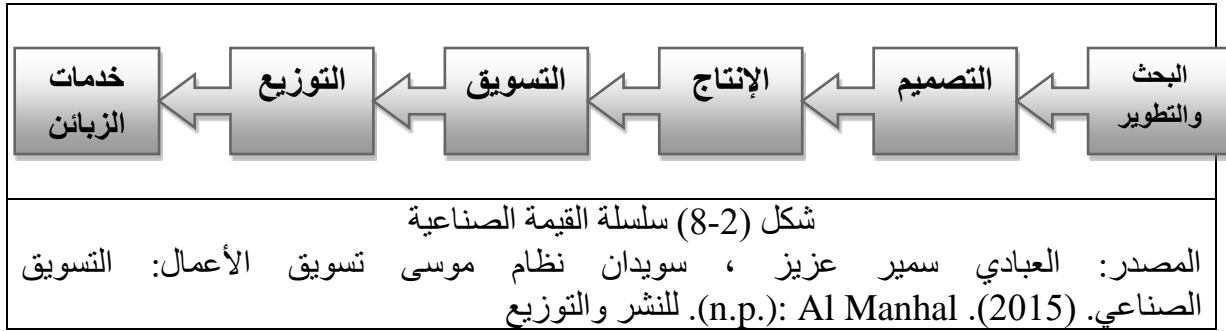 البحث
والتطوير
التصميم
الإنتاج
التسويق
التوزيع
خدمات
الزبائن
شكل (2-8) سلسلة القيمة الصناعية
المصدر: العبادي سمير عزيز ، سويدان نظام موسى تسويق الأعمال: التسويق
الصناعي. (2015). (n.p.): Al Manhal. للنشر والتوزيع